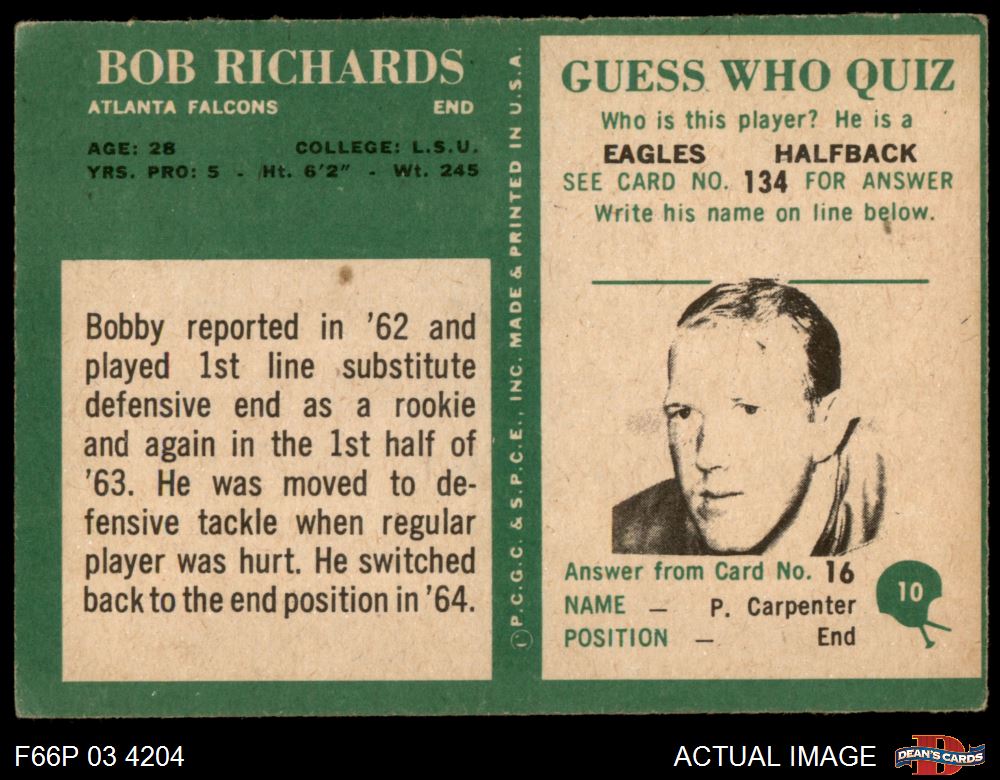 BOB RICHARDS
ATLANTA FALCONS END
AGE: 28 COLLEGE: L.S.U.
YRS. PRO: 5 - Ht. 6'2" - Wt. 245
Bobby reported in '62 and
played 1st line substitute
defensive end as a rookie
and again in the 1st half of
'63. He was moved to de-
fensive tackle when regular
player was hurt. He switched
back to the end position in '64.
Ⓟ P.C.G.C. & S.P.C.E., INC. MADE & PRINTED IN U.S.A.
GUESS WHO QUIZ
Who is this player? He is a
EAGLES HALFBACK
SEE CARD NO. 134 FOR ANSWER
Write his name on line below.
Answer from Card No. 16
NAME — P. Carpenter
POSITION — End
10
F66P 03 4204
ACTUAL IMAGE
D
DEAN'S CARDS